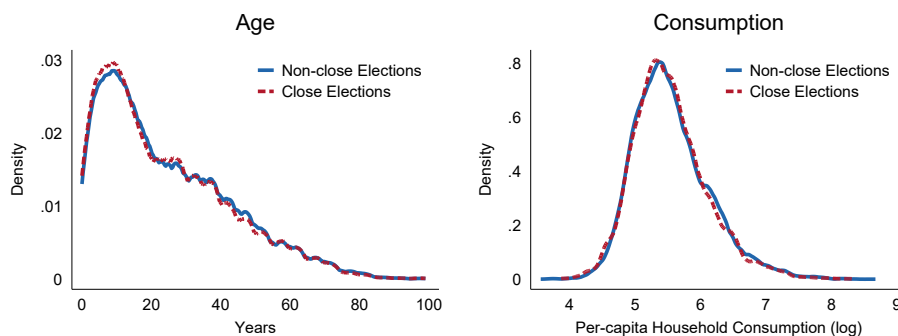 Age
Density
.03
.02
.01
0
Non-close Elections
Close Elections
0 20 40 60 80 100
Years
Consumption
Density
.8
.6
.4
.2
0
Non-close Elections
Close Elections
4 5 6 7 8 9
Per-capita Household Consumption (log)